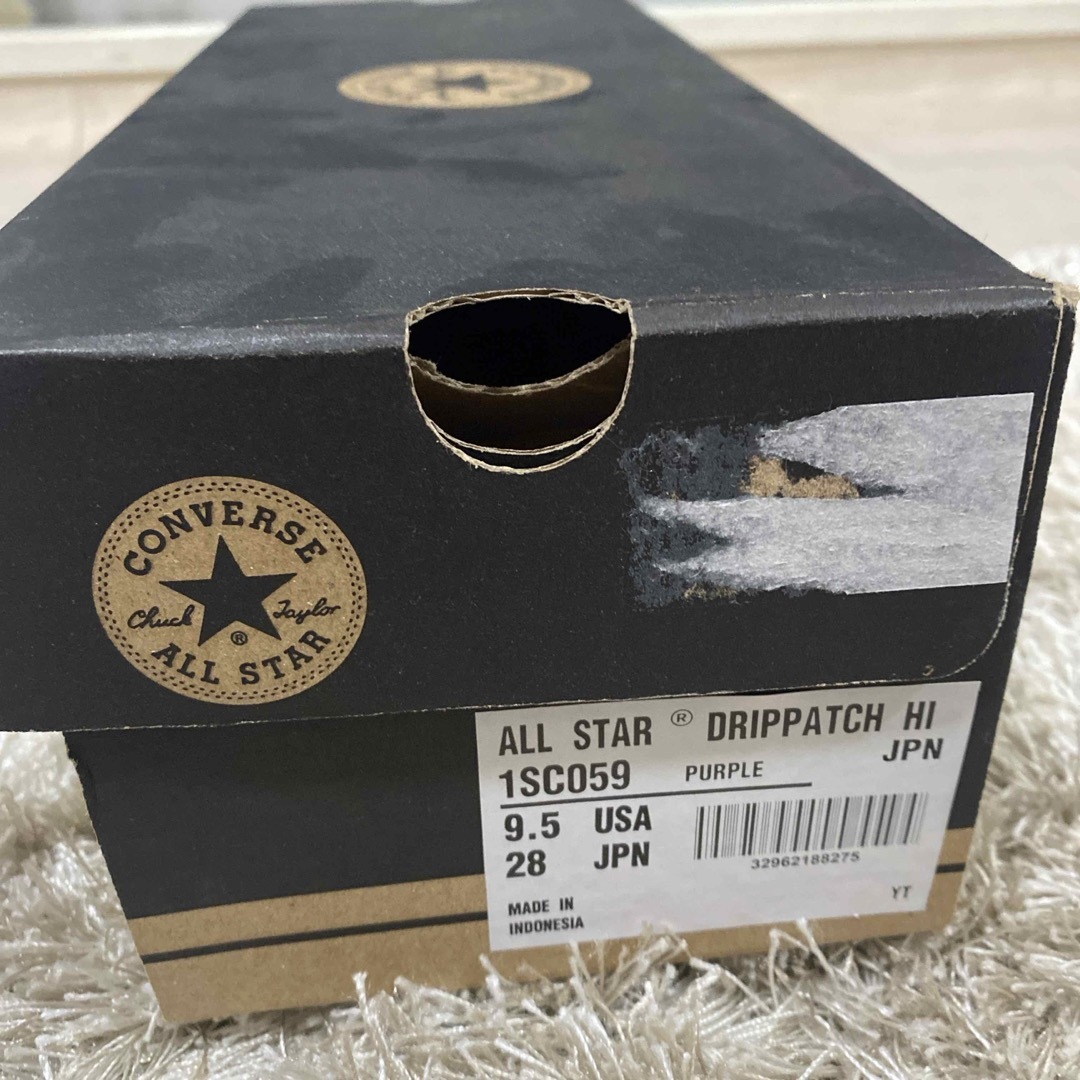 CONVERSE
Chuck Taylor
®
ALL STAR
ALL STAR ® DRIPPATCH HI
JPN
1SC059 PURPLE
9.5 USA
28 JPN
32962188275
MADE IN
INDONESIA
YT